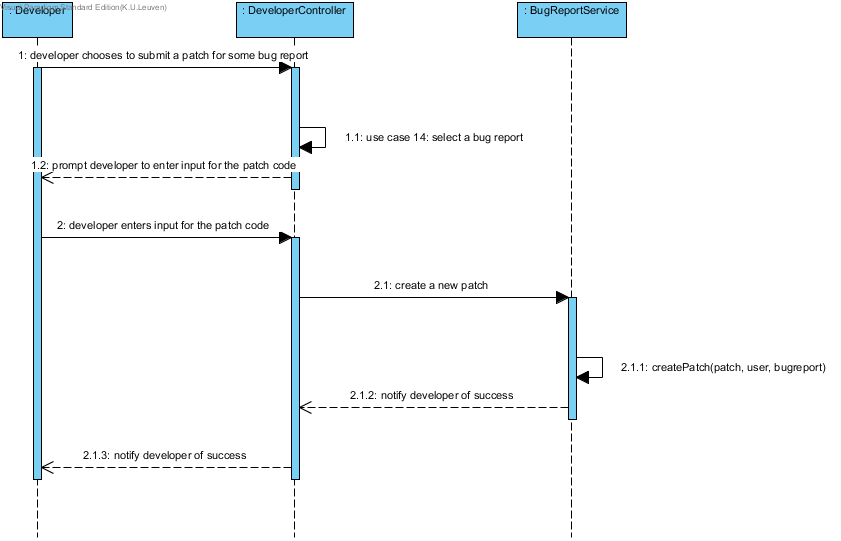 Standard Edition(K.U.Leuven)
: Developer
: DeveloperController
: BugReportService
1: developer chooses to submit a patch for some bug report
1.1: use case 14: select a bug report
1.2: prompt developer to enter input for the patch code
2: developer enters input for the patch code
2.1: create a new patch
2.1.1: createPatch(patch, user, bugreport)
2.1.2: notify developer of success
2.1.3: notify developer of success